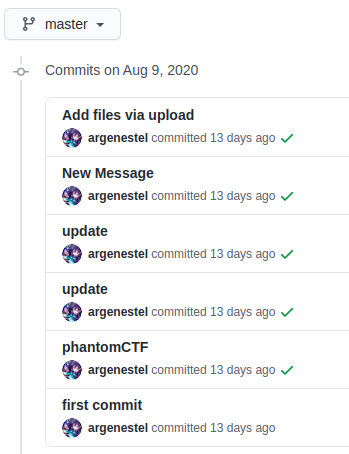 master
Commits on Aug 9, 2020
Add files via upload
argenestel committed 13 days ago
New Message
argenestel committed 13 days ago
update
argenestel committed 13 days ago
update
argenestel committed 13 days ago
phantomCTF
argenestel committed 13 days ago
first commit
argenestel committed 13 days ago